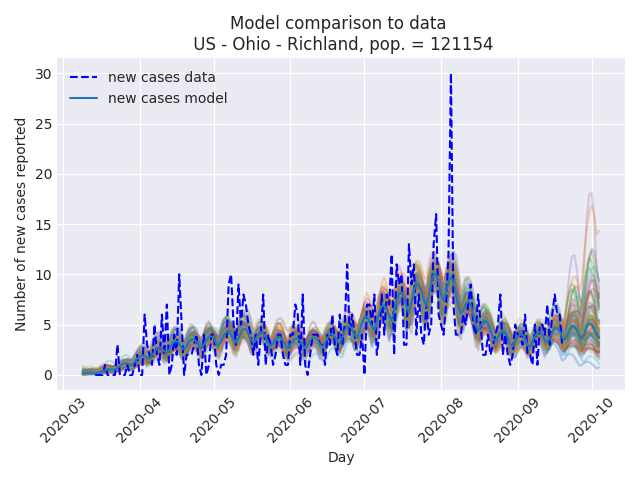 Model comparison to data
US - Ohio - Richland, pop. = 121154
new cases data
new cases model
Number of new cases reported
30
25
20
15
10
5
0
2020-03
2020-04
2020-05
2020-06
2020-07
2020-08
2020-09
2020-10
Day